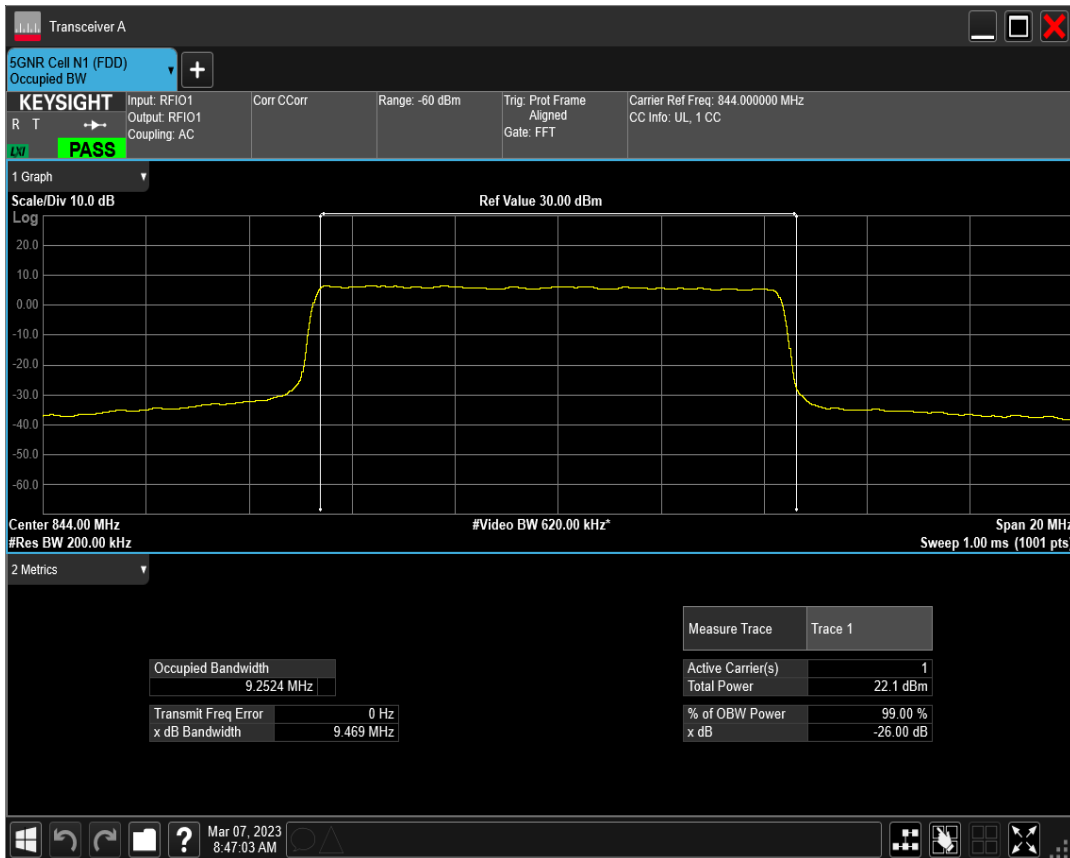 Transceiver A
5GNR Cell N1 (FDD)
Occupied BW
+
KEYSIGHT
R T
LXI
PASS
Input: RFIO1
Output: RFIO1
Coupling: AC
Corr CCorr
Range: -60 dBm
Trig: Prot Frame
Aligned
Gate: FFT
Carrier Ref Freq: 844.000000 MHz
CC Info: UL, 1 CC
1 Graph
Scale/Div 10.0 dB
Ref Value 30.00 dBm
Log
20.0
10.0
0.00
-10.0
-20.0
-30.0
-40.0
-50.0
-60.0
Center 844.00 MHz
#Video BW 620.00 kHz*
Span 20 MHz
#Res BW 200.00 kHz
Sweep 1.00 ms (1001 pts)
2 Metrics
Measure Trace Trace 1
Occupied Bandwidth
9.2524 MHz
Active Carrier(s) 1
Total Power 22.1 dBm
Transmit Freq Error 0 Hz
x dB Bandwidth 9.469 MHz
% of OBW Power 99.00 %
x dB -26.00 dB
?
Mar 07, 2023
8:47:03 AM